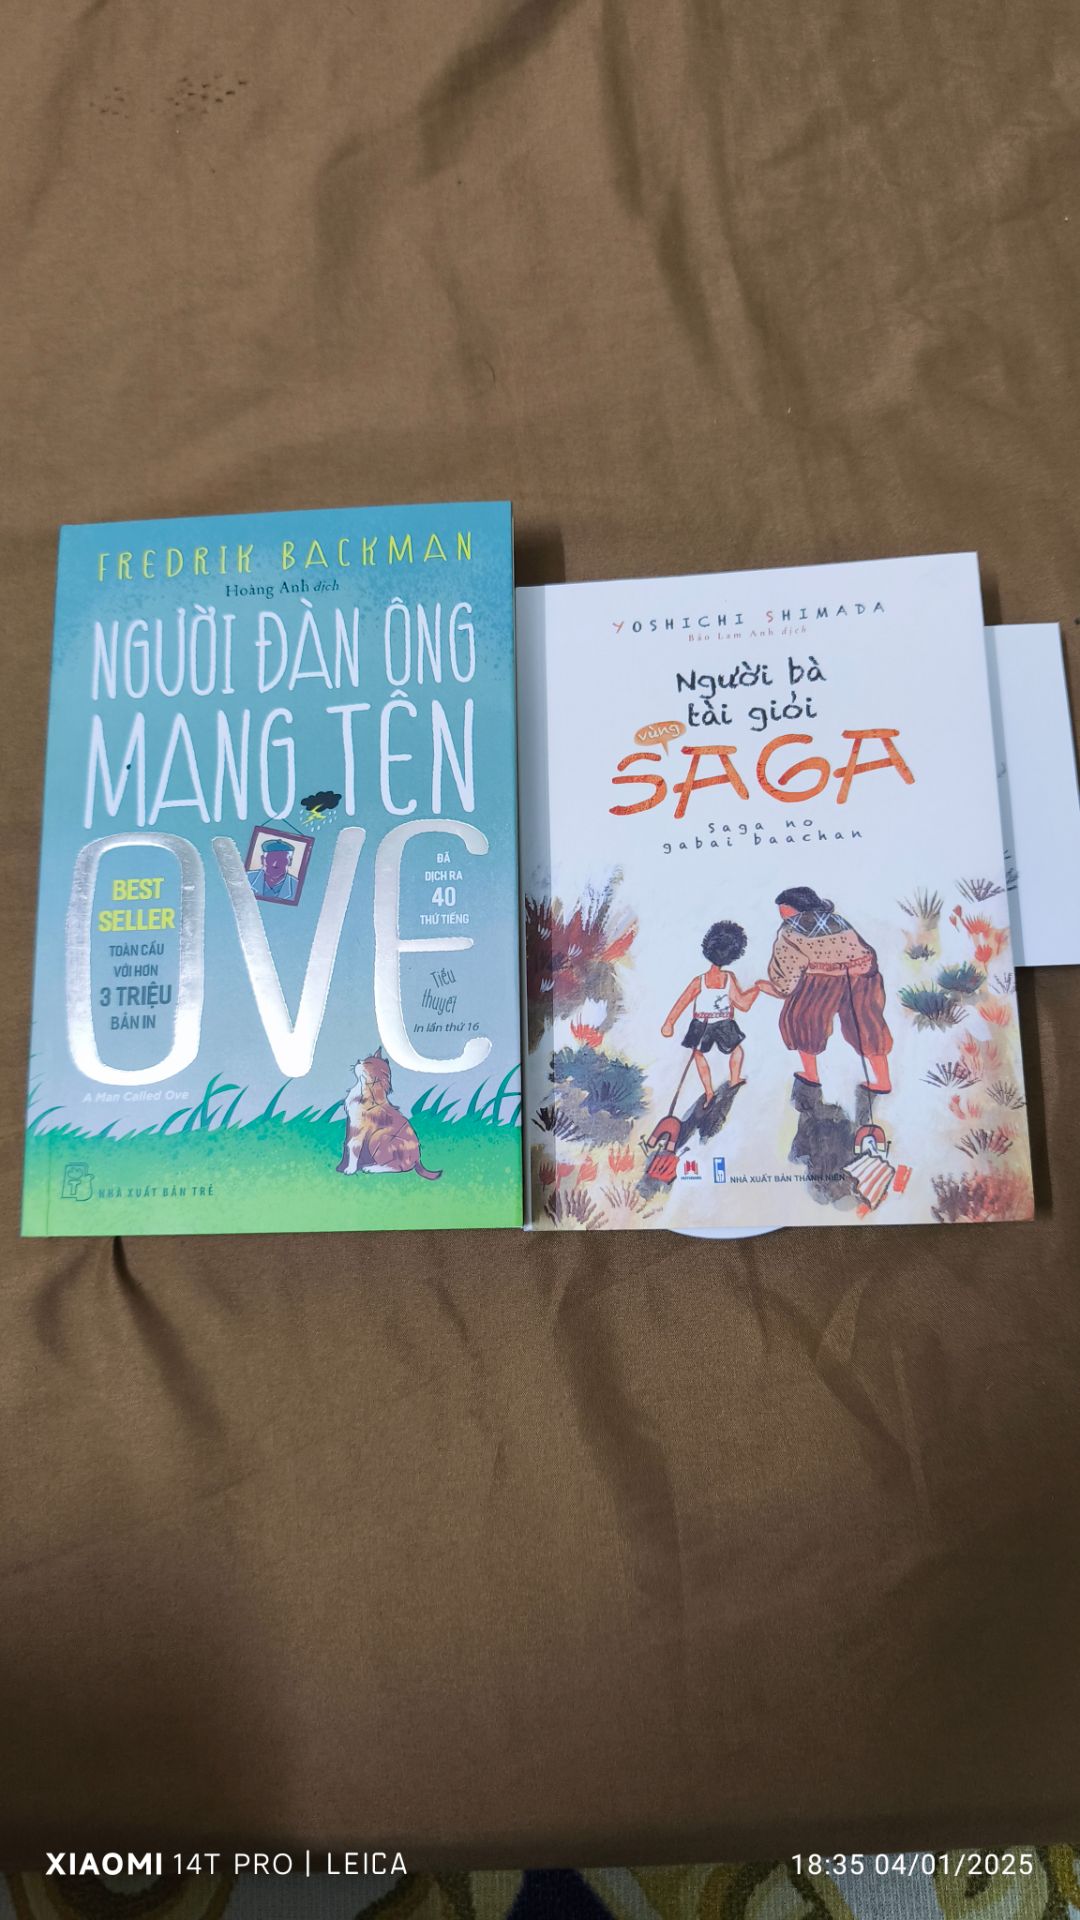 FREDRIK BACKMAN
Hoàng Anh dịch
NGƯỜI ĐÀN ÔNG
MANG TÊN
OVE
BEST
SELLER
TOÀN CẦU
VỚI HƠN
3 TRIỆU
BẢN IN
ĐÃ
DỊCH RA
40
THỨ TIẾNG
Tiểu
thuyết
In lần thứ 16
A Man Called Ove
NHÀ XUẤT BẢN TRẺ
YOSHICHI SHIMADA
Bảo Lam Anh dịch
Người bà
tài giỏi
vùng
SAGA
Saga no
gabai baachan
NHÀ XUẤT BẢN THANH NIÊN
XIAOMI 14T PRO | LEICA
18:35 04/01/2025